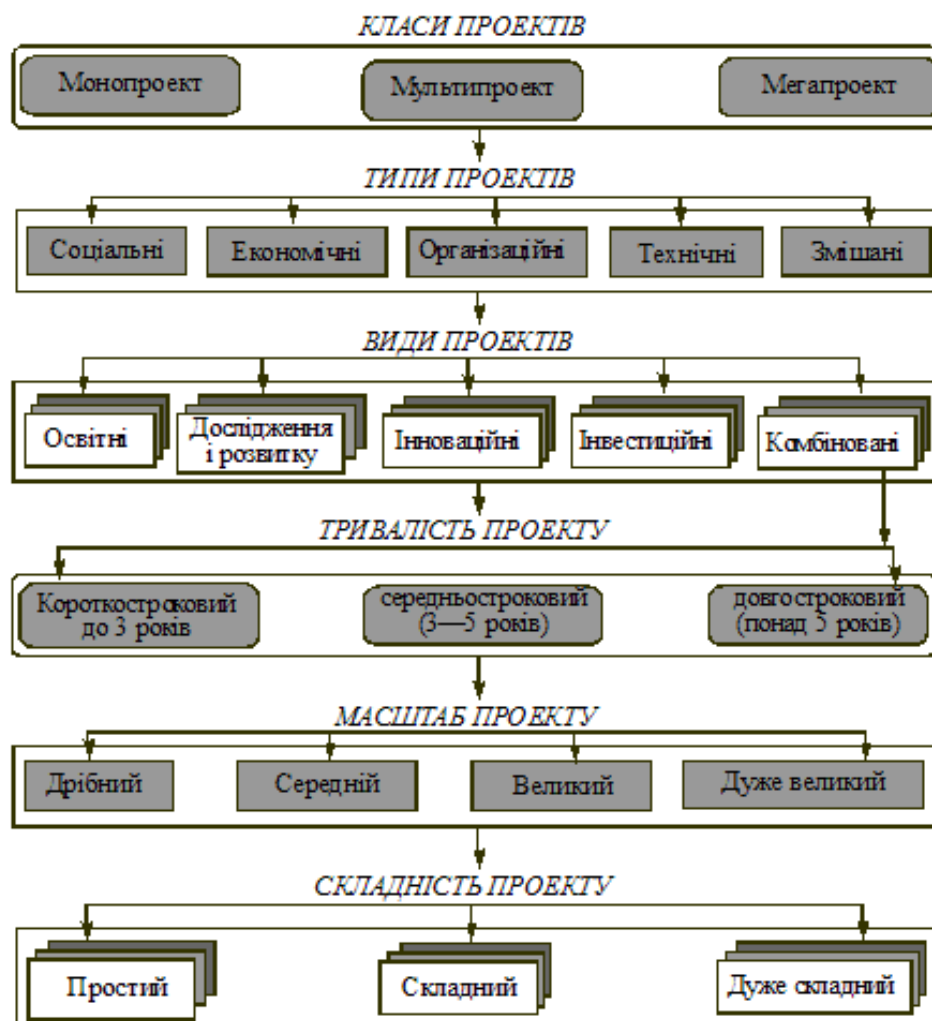 КЛАСИ ПРОЕКТІВ
Монопроект
Мультипроект
Мегапроект
ТИПИ ПРОЕКТІВ
Соціальні
Економічні
Організаційні
Технічні
Змішані
ВИДИ ПРОЕКТІВ
Освітні
Дослідження
і розвитку
Інноваційні
Інвестиційні
Комбіновані
ТРИВАЛІСТЬ ПРОЕКТУ
Короткостроковий
до 3 років
середньостроковий
(3—5 років)
довгостроковий
(понад 5 років)
МАСШТАБ ПРОЕКТУ
Дрібний
Середній
Великий
Дуже великий
СКЛАДНІСТЬ ПРОЕКТУ
Простий
Складний
Дуже складний